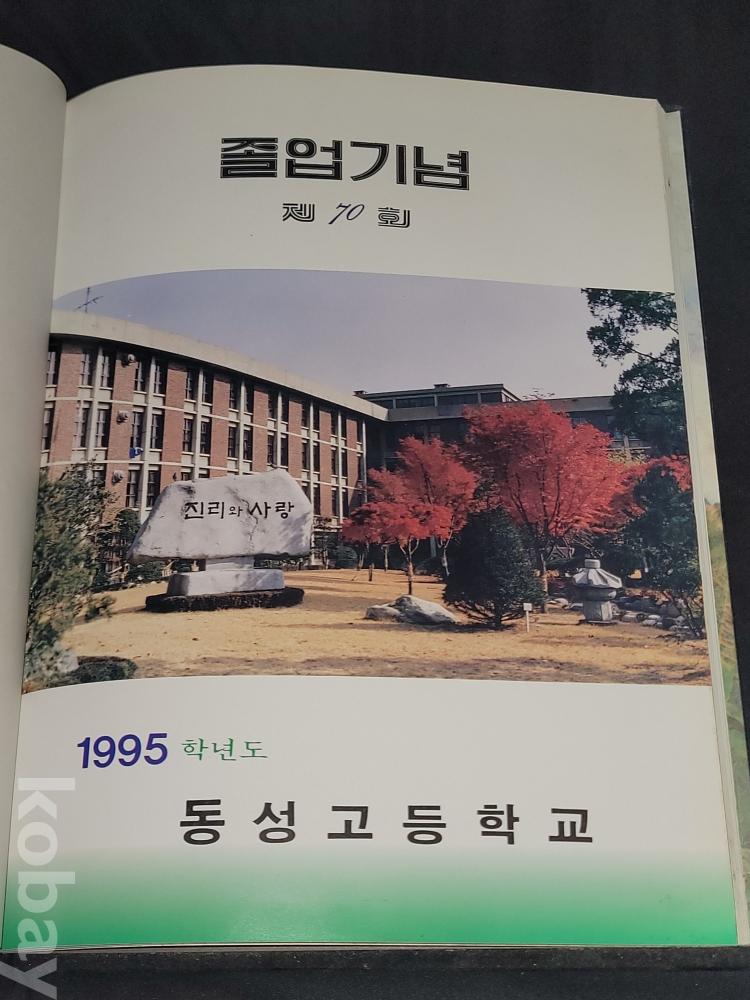 졸업기념
제 70 회
진리와 사랑
1995 학년도
동성고등학교
kobay